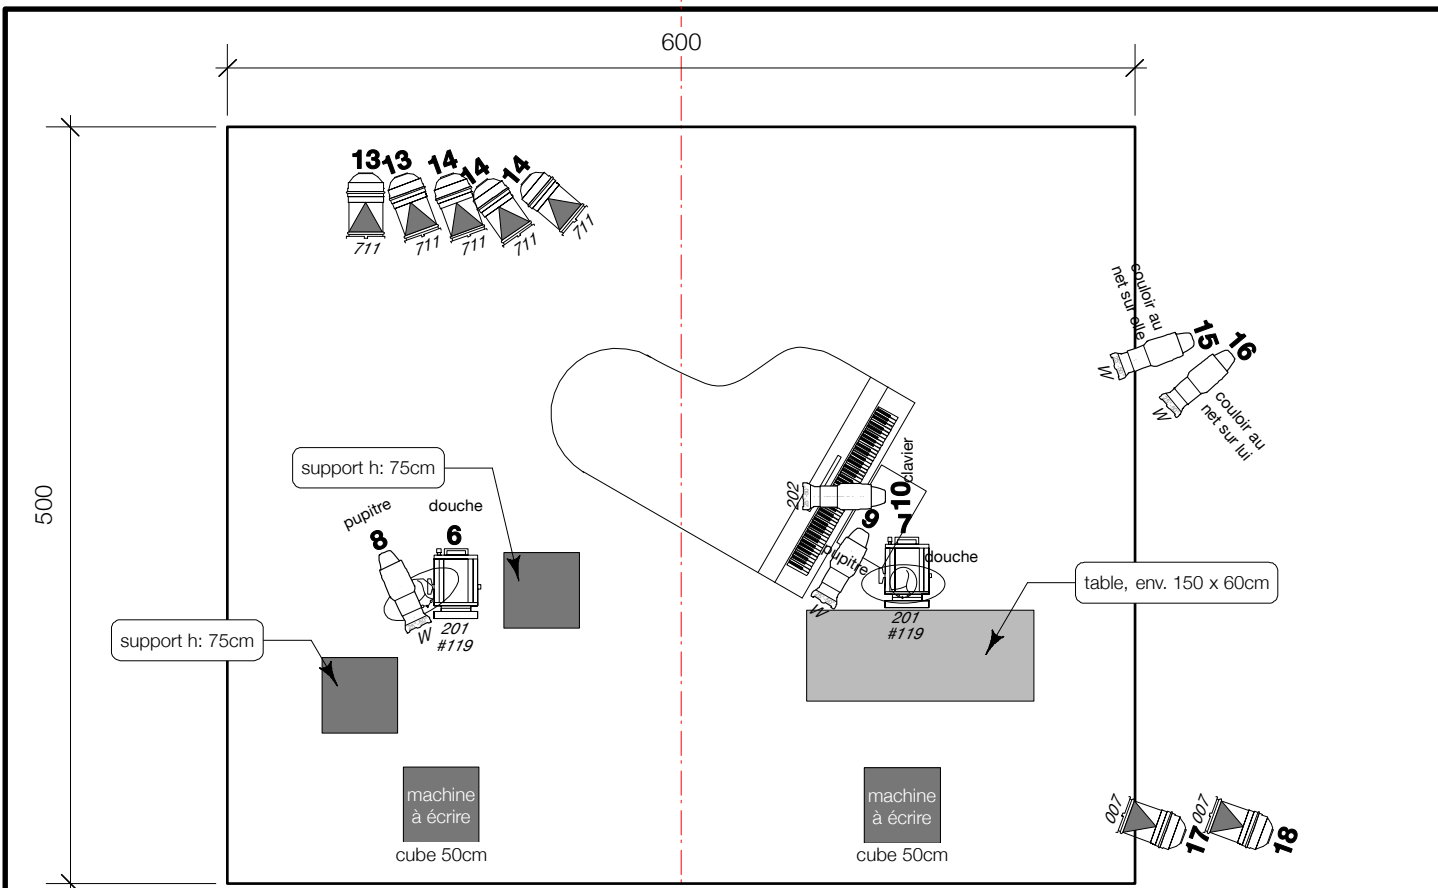 600
500
13
13
14
14
14
711
711
711
711
711
couloir au
net sur elle
15
16
W
W
couloir au
net sur lui
support h: 75cm
pupitre
douche
8
6
W
201
#119
support h: 75cm
202
10
clavier
9
7
pupitre
douche
W
201
#119
table, env. 150 x 60cm
machine
à écrire
cube 50cm
machine
à écrire
cube 50cm
007
007
17
18